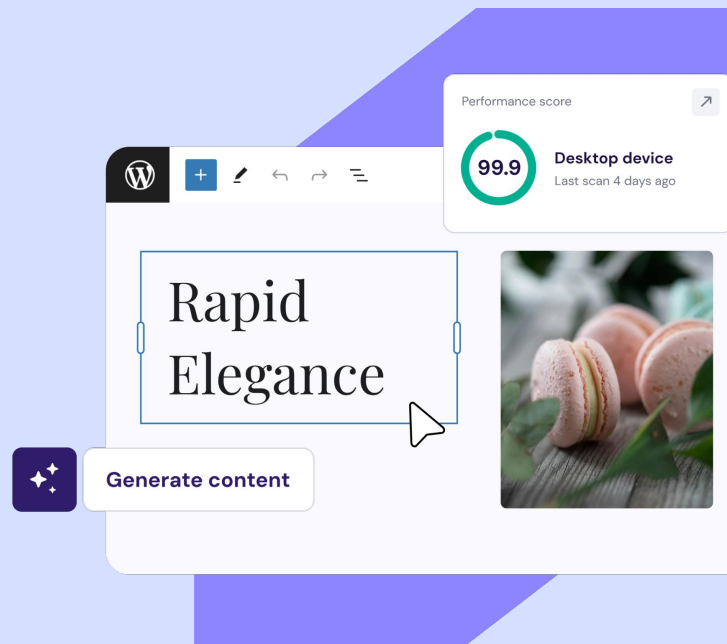 Performance score
99.9
Desktop device
Last scan 4 days ago
Rapid
Elegance
Generate content